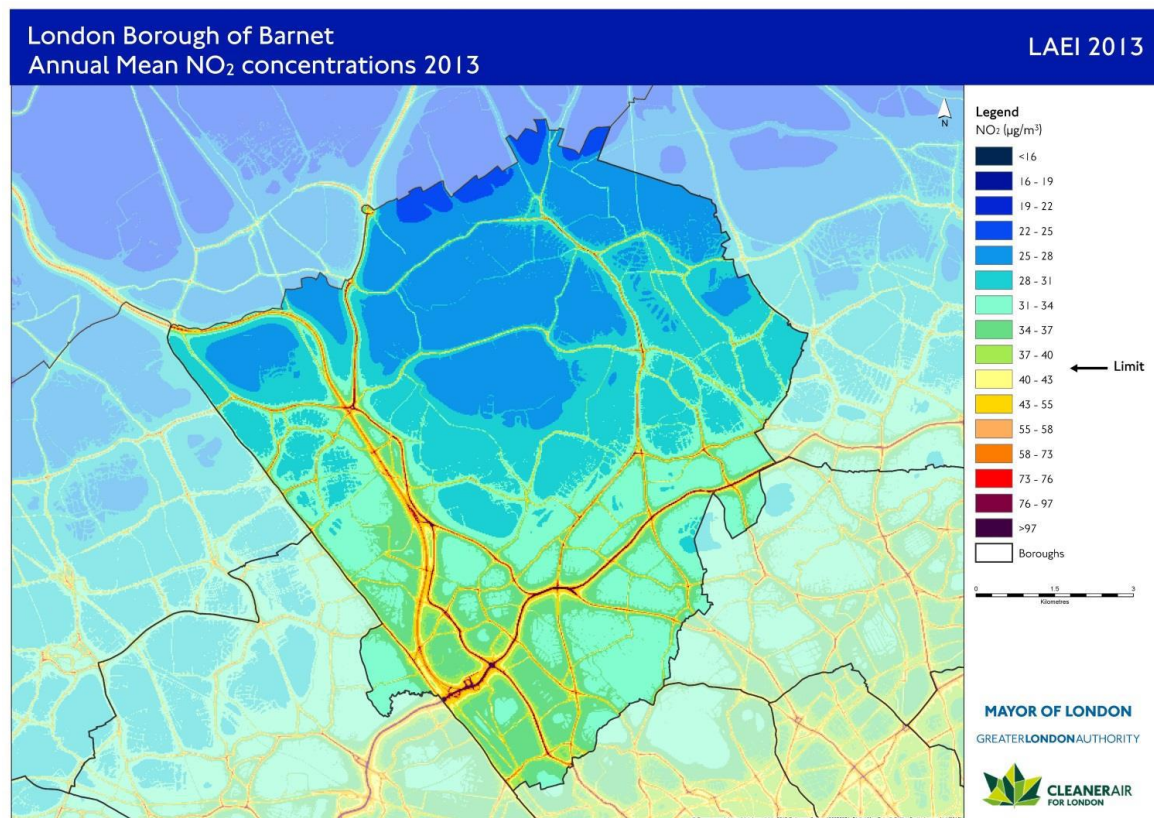 London Borough of Barnet
Annual Mean NO₂ concentrations 2013
LAEI 2013
N
Legend
NO₂ (µg/m³)
<16
16 - 19
19 - 22
22 - 25
25 - 28
28 - 31
31 - 34
34 - 37
37 - 40
40 - 43
43 - 55
55 - 58
58 - 73
73 - 76
76 - 97
>97
Boroughs
Limit
0 1.5 3
Kilometres
MAYOR OF LONDON
GREATERLONDONAUTHORITY
CLEANERAIR
FOR LONDON